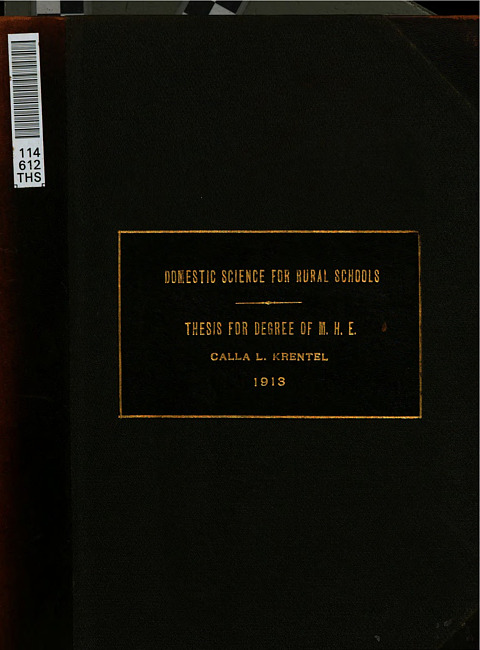 114
612
THS
DOMESTIC SCIENCE FOR RURAL SCHOOLS
THESIS FOR DEGREE OF M. H. E.
CALLA L. KRENTEL
1913